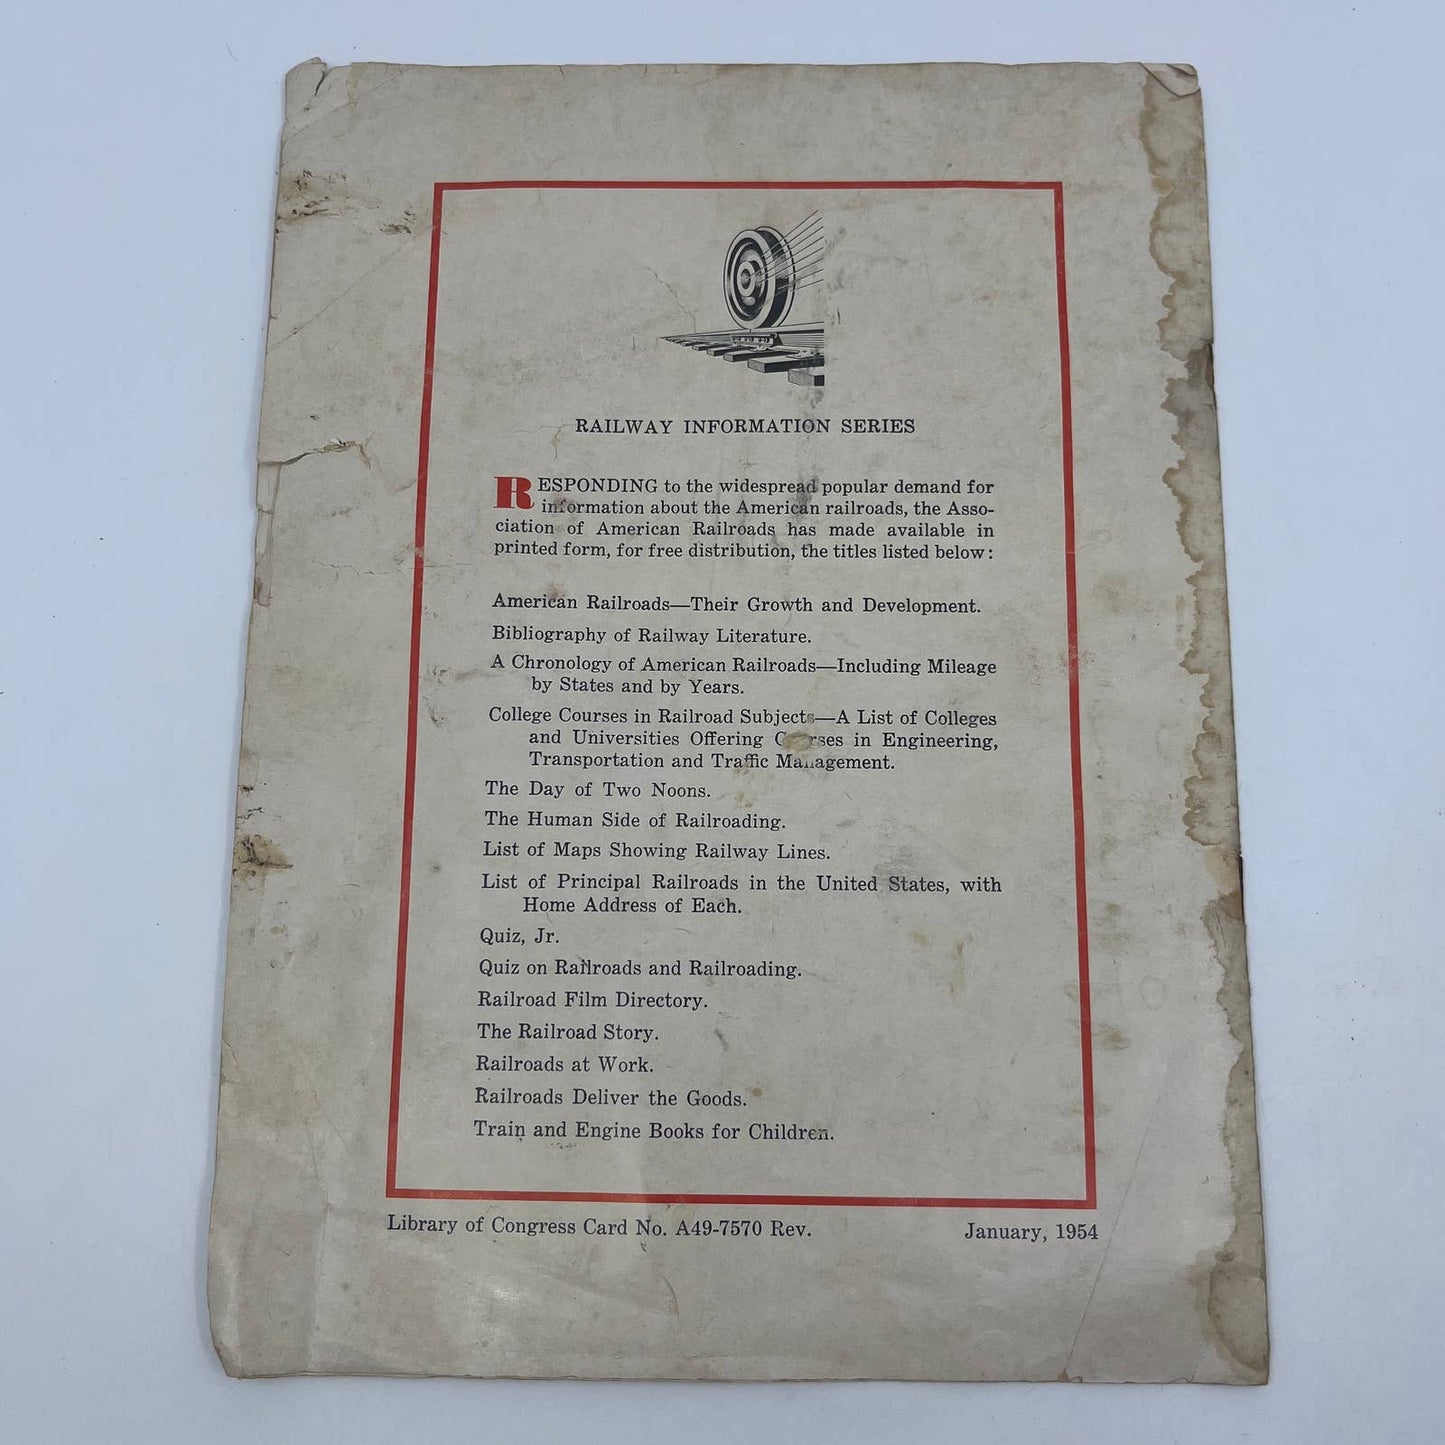 RAILWAY INFORMATION SERIES
RESPONDING to the widespread popular demand for
information about the American railroads, the Asso-
ciation of American Railroads has made available in
printed form, for free distribution, the titles listed below:
American Railroads—Their Growth and Development.
Bibliography of Railway Literature.
A Chronology of American Railroads—Including Mileage
by States and by Years.
College Courses in Railroad Subjects—A List of Colleges
and Universities Offering Courses in Engineering,
Transportation and Traffic Management.
The Day of Two Noons.
The Human Side of Railroading.
List of Maps Showing Railway Lines.
List of Principal Railroads in the United States, with
Home Address of Each.
Quiz, Jr.
Quiz on Railroads and Railroading.
Railroad Film Directory.
The Railroad Story.
Railroads at Work.
Railroads Deliver the Goods.
Train and Engine Books for Children.
Library of Congress Card No. A49-7570 Rev. January, 1954